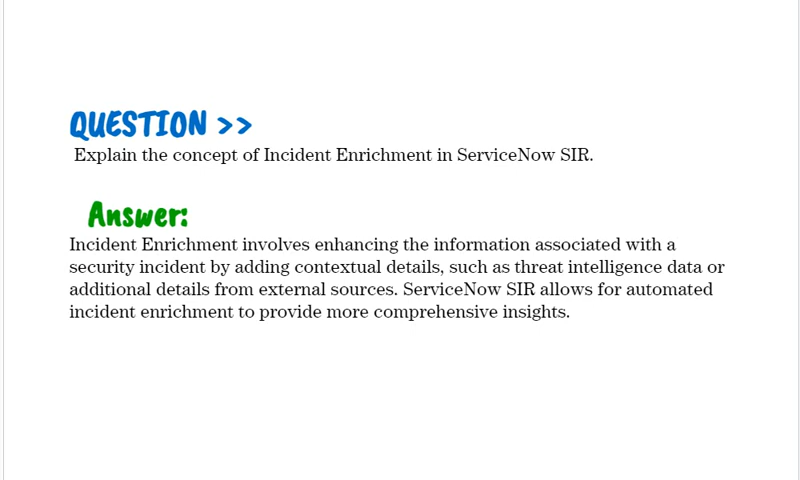 QUESTION >>
Explain the concept of Incident Enrichment in ServiceNow SIR.
Answer:
Incident Enrichment involves enhancing the information associated with a
security incident by adding contextual details, such as threat intelligence data or
additional details from external sources. ServiceNow SIR allows for automated
incident enrichment to provide more comprehensive insights.